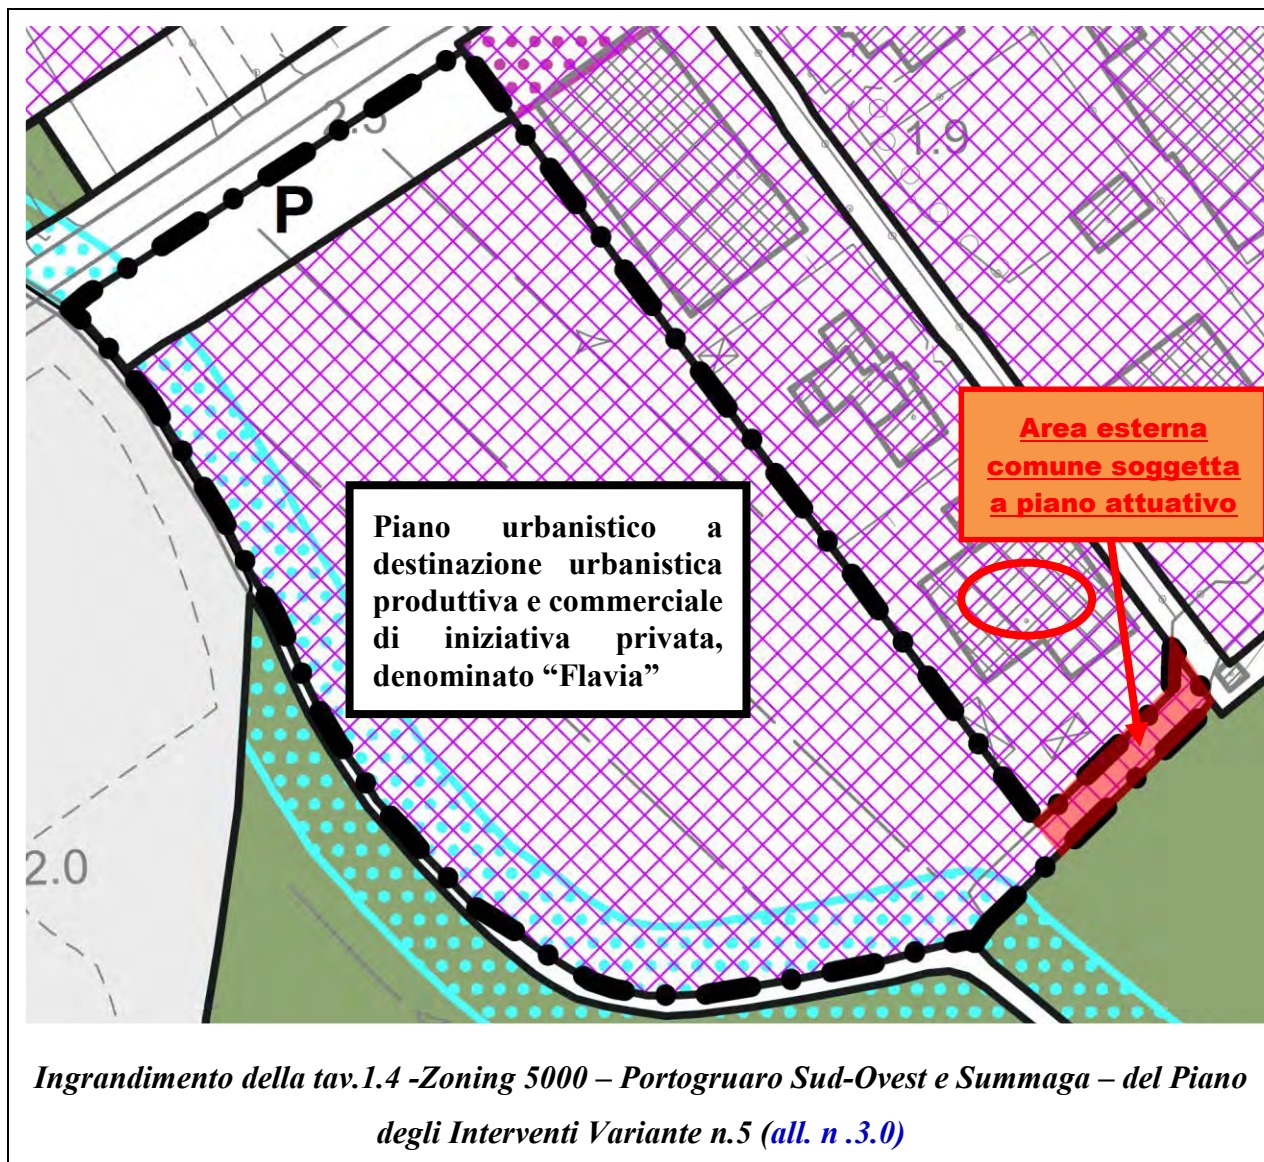 2.5
P
1.9
Area esterna
comune soggetta
a piano attuativo
Piano urbanistico a
destinazione urbanistica
produttiva e commerciale
di iniziativa privata,
denominato “Flavia”
2.0
Ingrandimento della tav.1.4 -Zoning 5000 – Portogruaro Sud-Ovest e Summaga – del Piano
degli Interventi Variante n.5 (all. n .3.0)